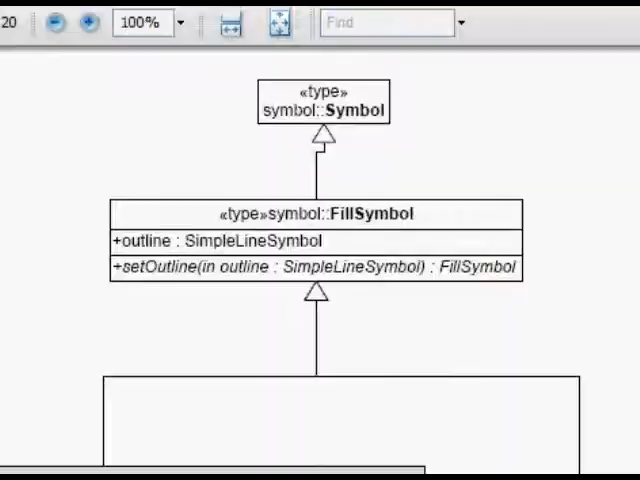 20
100%
Find
«type»
symbol::Symbol
«type»symbol::FillSymbol
+outline : SimpleLineSymbol
+setOutline(in outline : SimpleLineSymbol) : FillSymbol